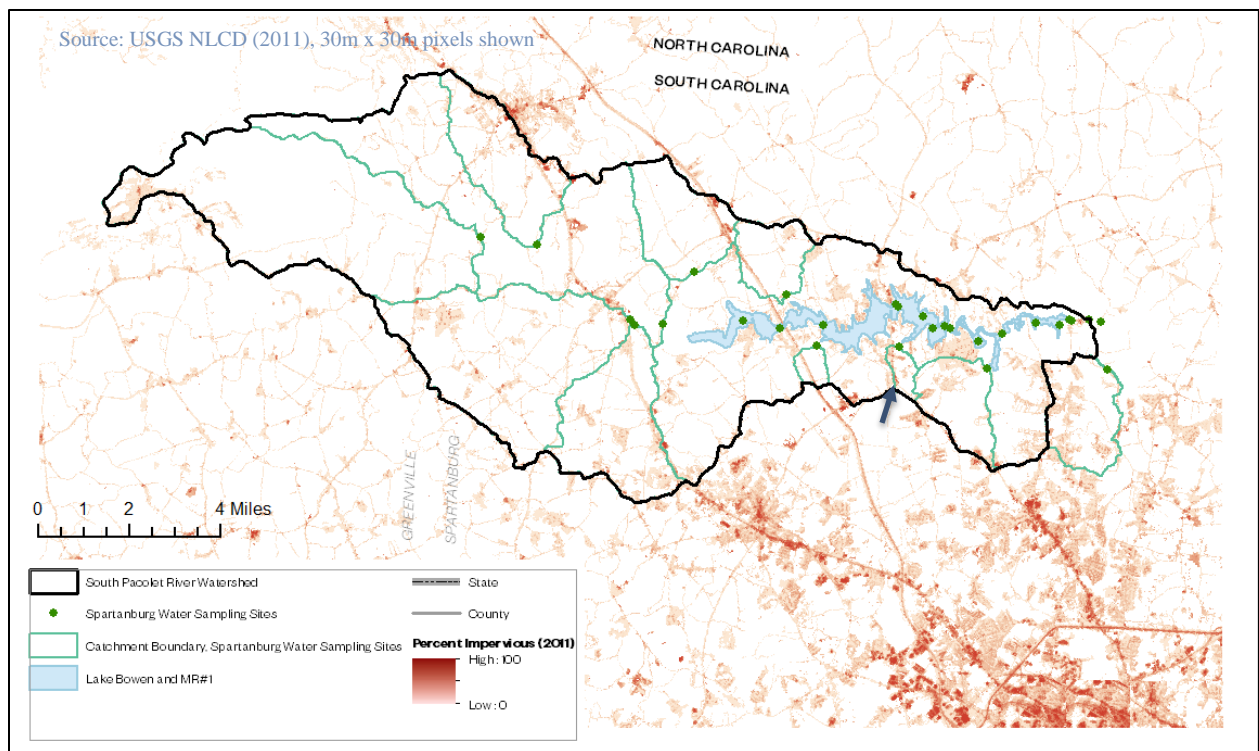 Source: USGS NLCD (2011), 30m x 30m pixels shown
NORTH CAROLINA
SOUTH CAROLINA
GREENVILLE
SPARTANBURG
0 1 2 4 Miles
South Pacolet River Watershed
Spartanburg Water Sampling Sites
Catchment Boundary, Spartanburg Water Sampling Sites
Lake Bowen and MR#1
State
County
Percent Impervious (2011)
High : 100
Low : 0